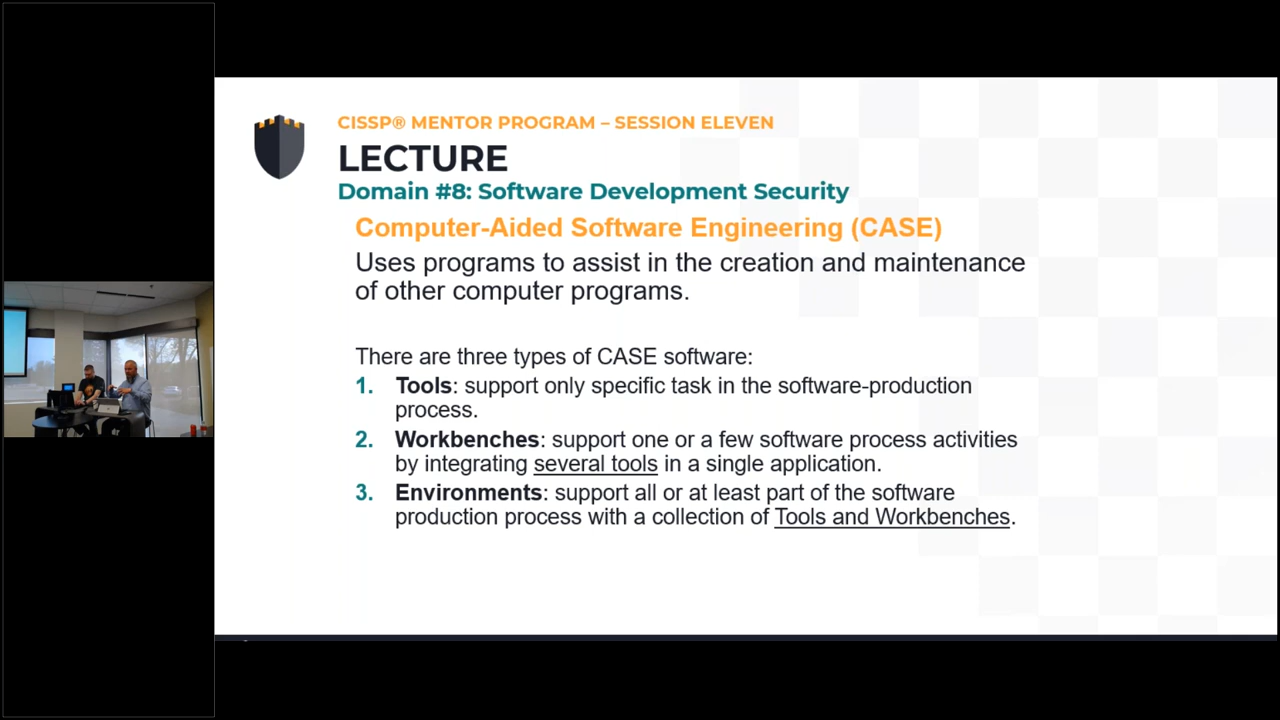 CISSP® MENTOR PROGRAM – SESSION ELEVEN
LECTURE
Domain #8: Software Development Security
Computer-Aided Software Engineering (CASE)
Uses programs to assist in the creation and maintenance
of other computer programs.
There are three types of CASE software:
1. Tools: support only specific task in the software-production
process.
2. Workbenches: support one or a few software process activities
by integrating several tools in a single application.
3. Environments: support all or at least part of the software
production process with a collection of Tools and Workbenches.